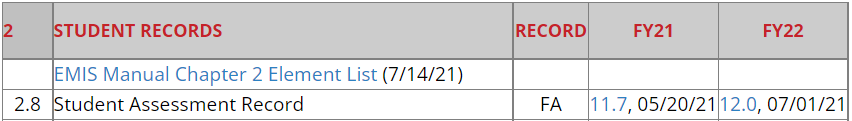 2 STUDENT RECORDS RECORD FY21 FY22
EMIS Manual Chapter 2 Element List (7/14/21)
2.8 Student Assessment Record FA 11.7, 05/20/21 12.0, 07/01/21